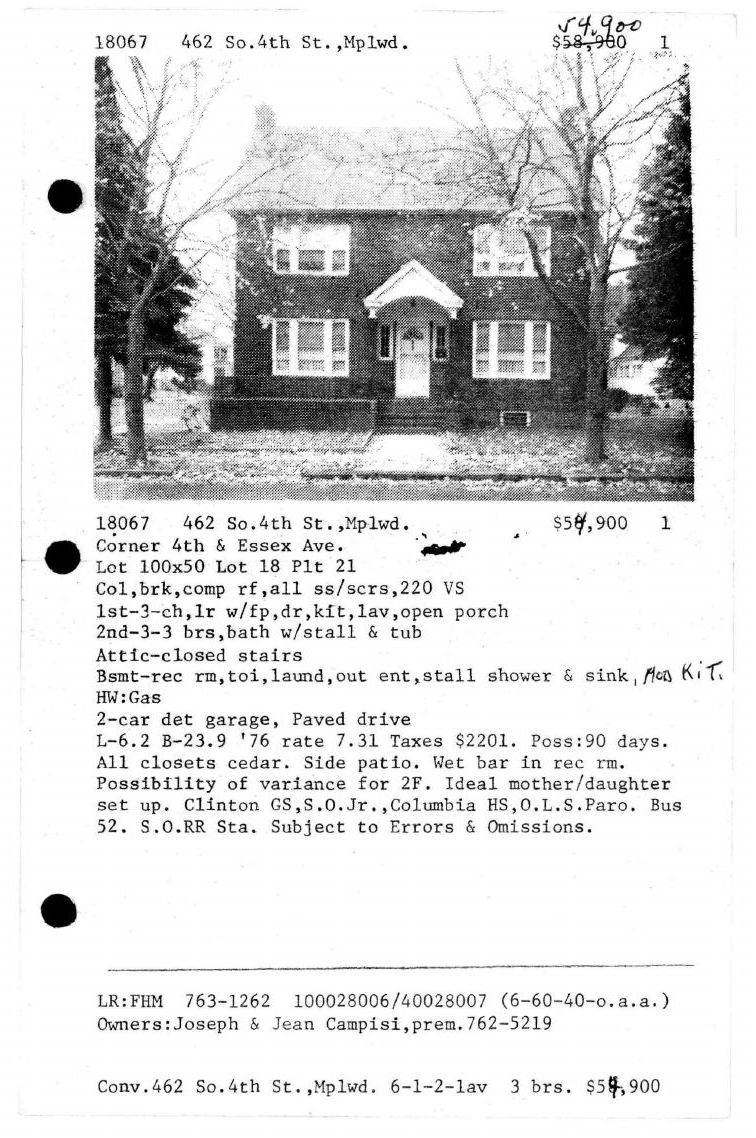 54,900
18067 462 So.4th St.,Mplwd. $58,900 1
18067 462 So.4th St.,Mplwd. $54,900 1
Corner 4th & Essex Ave.
Lot 100x50 Lot 18 Plt 21
Col,brk,comp rf,all ss/scrs,220 VS
1st-3-ch,lr w/fp,dr,kit,lav,open porch
2nd-3-3 brs,bath w/stall & tub
Attic-closed stairs
Bsmt-rec rm,toi,laund,out ent,stall shower & sink, Mod Kit.
HW:Gas
2-car det garage, Paved drive
L-6.2 B-23.9 '76 rate 7.31 Taxes $2201. Poss:90 days.
All closets cedar. Side patio. Wet bar in rec rm.
Possibility of variance for 2F. Ideal mother/daughter
set up. Clinton GS,S.O.Jr.,Columbia HS,O.L.S.Paro. Bus
52. S.O.RR Sta. Subject to Errors & Omissions.
LR:FHM 763-1262 100028006/40028007 (6-60-40-o.a.a.)
Owners:Joseph & Jean Campisi,prem.762-5219
Conv.462 So.4th St.,Mplwd. 6-1-2-lav 3 brs. $54,900